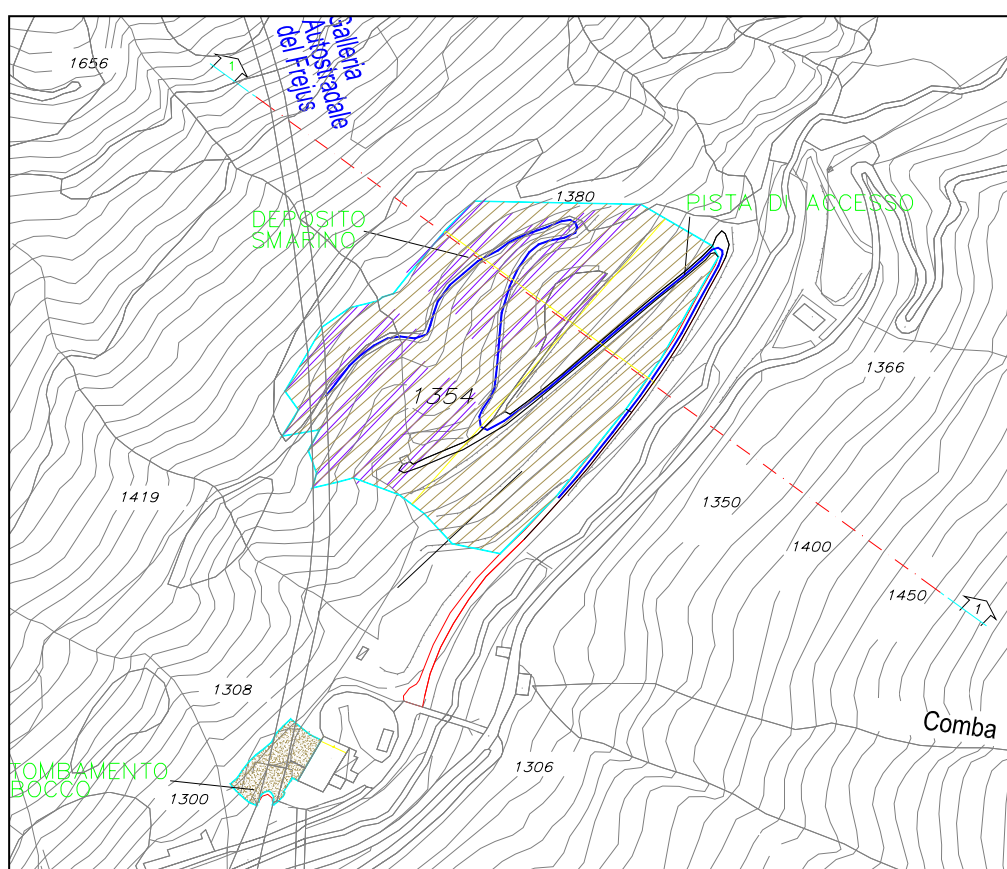 Galleria
Autostradale
del Frejus
1656
1
1380
PISTA DI ACCESSO
DEPOSITO
SMARINO
1366
1354
1419
1350
1400
1450
1
1308
Comba
1306
TOMBAMENTO
BOCCO
1300